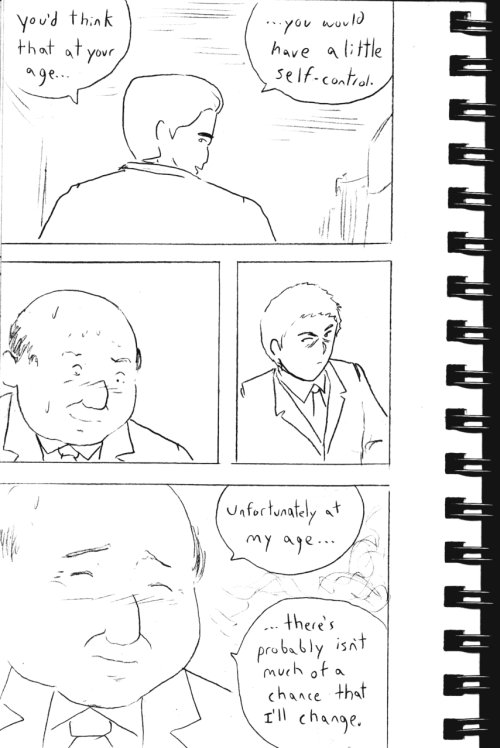 you'd think
that at your
age...
...you would
have a little
self-control.
Unfortunately at
my age...
...there's
probably isn't
much of a
chance that
I'll change.